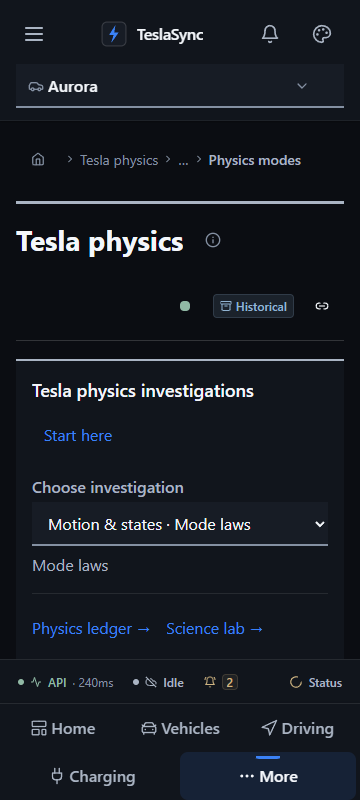 TeslaSync
Aurora
Tesla physics ... Physics modes
Tesla physics
Historical
Tesla physics investigations
Start here
Choose investigation
Motion & states · Mode laws
Mode laws
Physics ledger → Science lab →
API · 240ms Idle 2 Status
Home Vehicles Driving
Charging ··· More